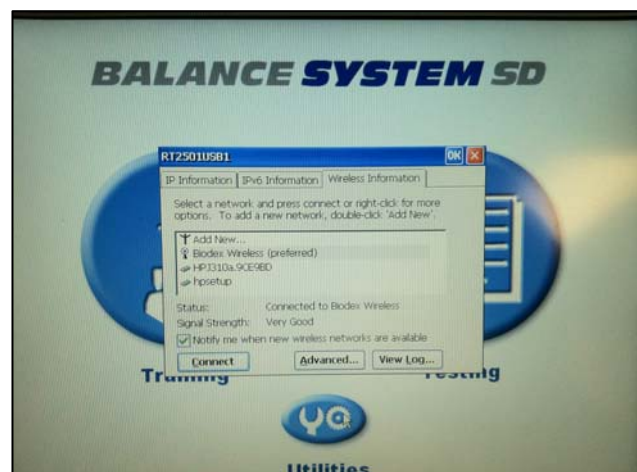 BALANCE SYSTEM SD
RT2501USB1
OK
IP Information
IPv6 Information
Wireless Information
Select a network and press connect or right-click for more
options. To add a new network, double-click 'Add New'.
Add New...
Biodex Wireless (preferred)
HPJ310a.9CE9BD
hpsetup
Status: Connected to Biodex Wireless
Signal Strength: Very Good
Notify me when new wireless networks are available
Connect
Advanced...
View Log...
Training
Testing
Utilities